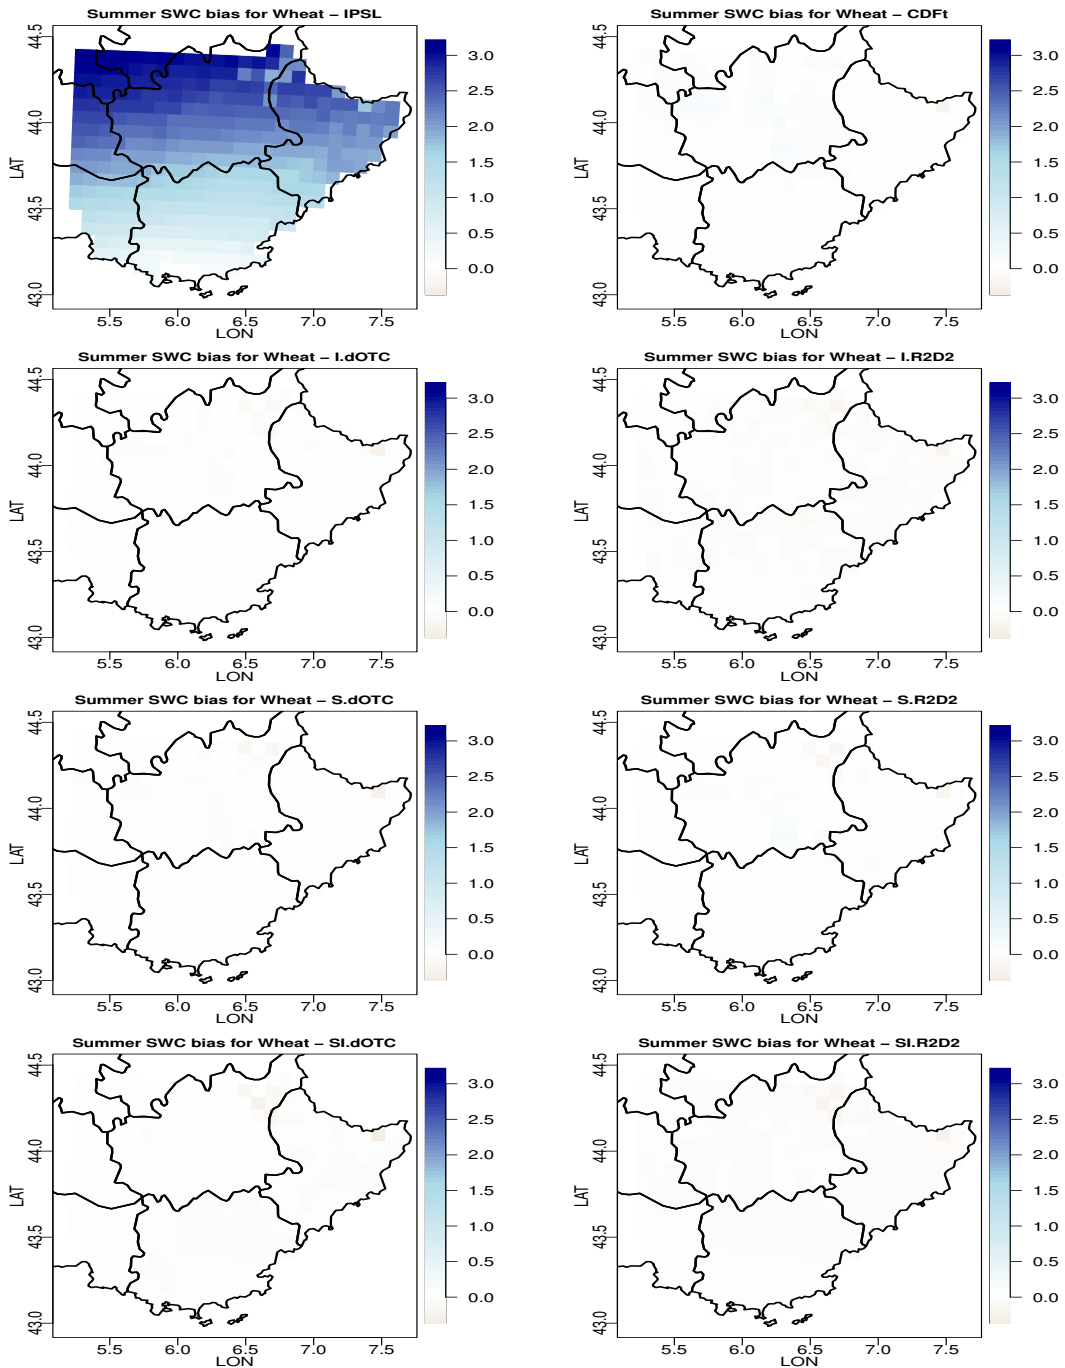 Summer SWC bias for Wheat – IPSL
44.5
44.0
43.5
43.0
LAT
5.5 6.0 6.5 7.0 7.5
LON
3.0
2.5
2.0
1.5
1.0
0.5
0.0
Summer SWC bias for Wheat – CDFt
44.5
44.0
43.5
43.0
LAT
5.5 6.0 6.5 7.0 7.5
LON
3.0
2.5
2.0
1.5
1.0
0.5
0.0
Summer SWC bias for Wheat – I.dOTC
44.5
44.0
43.5
43.0
LAT
5.5 6.0 6.5 7.0 7.5
LON
3.0
2.5
2.0
1.5
1.0
0.5
0.0
Summer SWC bias for Wheat – I.R2D2
44.5
44.0
43.5
43.0
LAT
5.5 6.0 6.5 7.0 7.5
LON
3.0
2.5
2.0
1.5
1.0
0.5
0.0
Summer SWC bias for Wheat – S.dOTC
44.5
44.0
43.5
43.0
LAT
5.5 6.0 6.5 7.0 7.5
LON
3.0
2.5
2.0
1.5
1.0
0.5
0.0
Summer SWC bias for Wheat – S.R2D2
44.5
44.0
43.5
43.0
LAT
5.5 6.0 6.5 7.0 7.5
LON
3.0
2.5
2.0
1.5
1.0
0.5
0.0
Summer SWC bias for Wheat – SI.dOTC
44.5
44.0
43.5
43.0
LAT
5.5 6.0 6.5 7.0 7.5
LON
3.0
2.5
2.0
1.5
1.0
0.5
0.0
Summer SWC bias for Wheat – SI.R2D2
44.5
44.0
43.5
43.0
LAT
5.5 6.0 6.5 7.0 7.5
LON
3.0
2.5
2.0
1.5
1.0
0.5
0.0